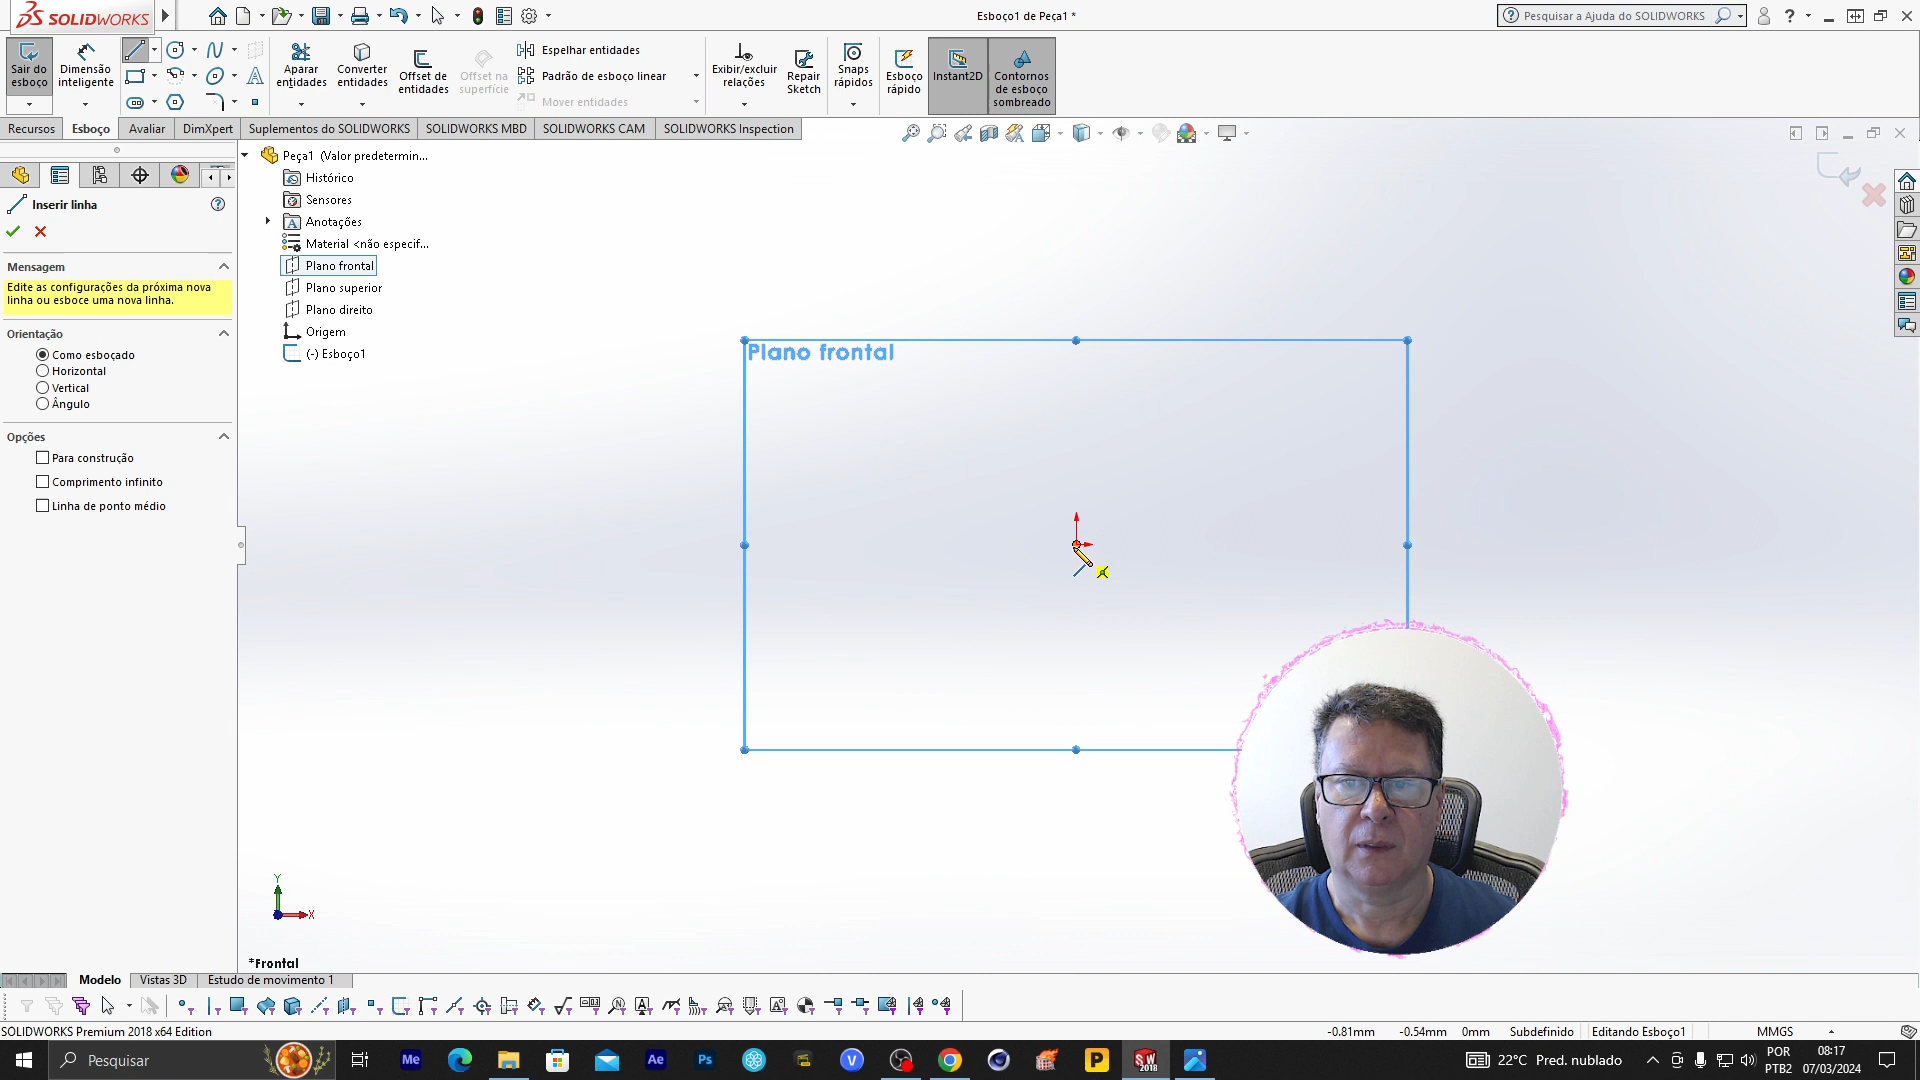 SOLIDWORKS
Esboço1 de Peça1 *
Pesquisar a Ajuda do SOLIDWORKS
Sair do esboço
Dimensão inteligente
Aparar entidades
Converter entidades
Offset de entidades
Offset na superfície
Espelhar entidades
Padrão de esboço linear
Mover entidades
Exibir/excluir relações
Repair Sketch
Snaps rápidos
Esboço rápido
Instant2D
Contornos de esboço sombreado
Recursos
Esboço
Avaliar
DimXpert
Suplementos do SOLIDWORKS
SOLIDWORKS MBD
SOLIDWORKS CAM
SOLIDWORKS Inspection
Peça1 (Valor predetermin...
Histórico
Sensores
Anotações
Material <não especif...
Plano frontal
Plano superior
Plano direito
Origem
(-) Esboço1
Inserir linha
Mensagem
Edite as configurações da próxima nova
linha ou esboce uma nova linha.
Orientação
Como esboçado
Horizontal
Vertical
Ângulo
Opções
Para construção
Comprimento infinito
Linha de ponto médio
Plano frontal
Y
X
*Frontal
Modelo
Vistas 3D
Estudo de movimento 1
SOLIDWORKS Premium 2018 x64 Edition
-0.81mm
-0.54mm
0mm
Subdefinido
Editando Esboço1
MMGS
Pesquisar
Me
Ae
Ps
V
P
SW
2018
22°C Pred. nublado
POR
PTB2
08:17
07/03/2024